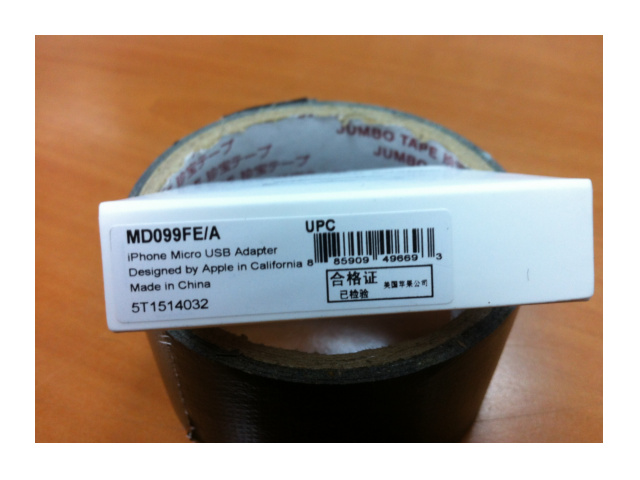 JUMBO TAPE
JUMBO
MD099FE/A
iPhone Micro USB Adapter
Designed by Apple in California
Made in China
5T1514032
UPC
8 85909 49669 3
合格证
已检验
美国苹果公司